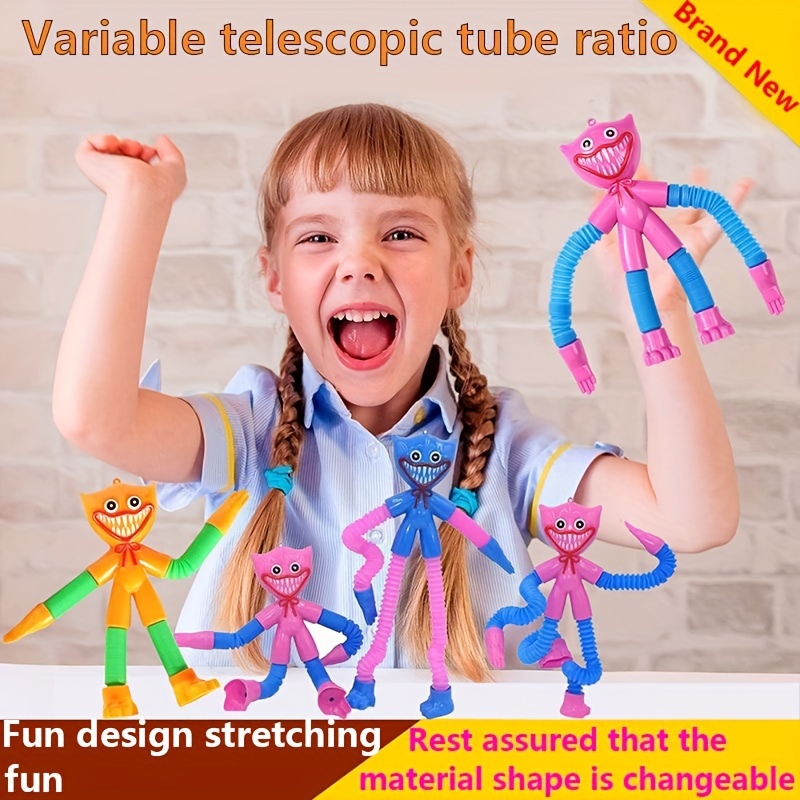 Variable telescopic tube ratio
Brand New
Fun design stretching
fun
Rest assured that the
material shape is changeable